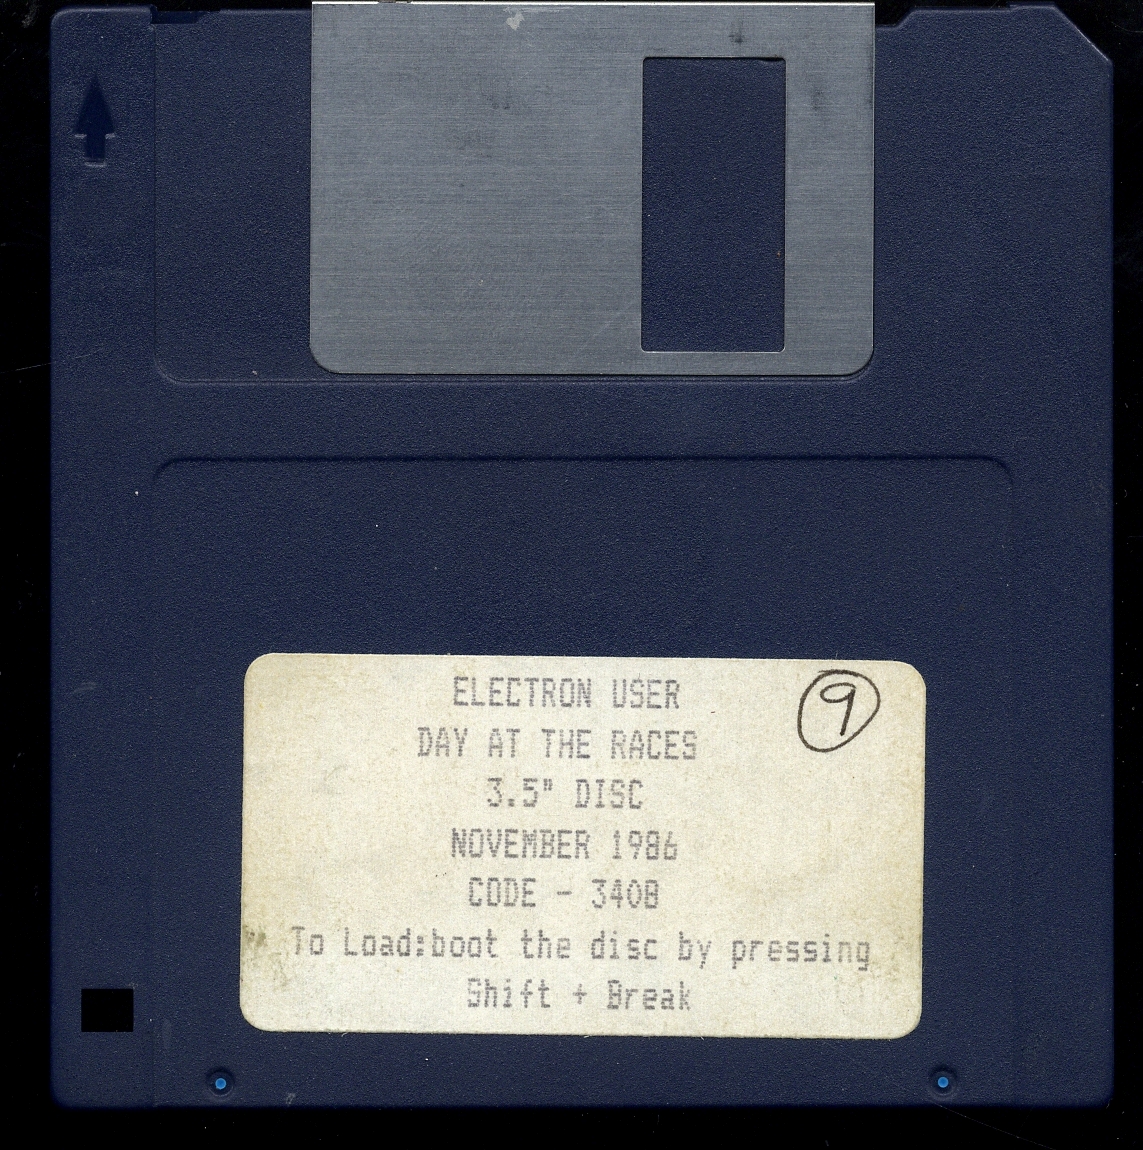 ELECTRON USER
9
DAY AT THE RACES
3.5" DISC
NOVEMBER 1986
CODE - 3408
To Load:boot the disc by pressing
Shift + Break